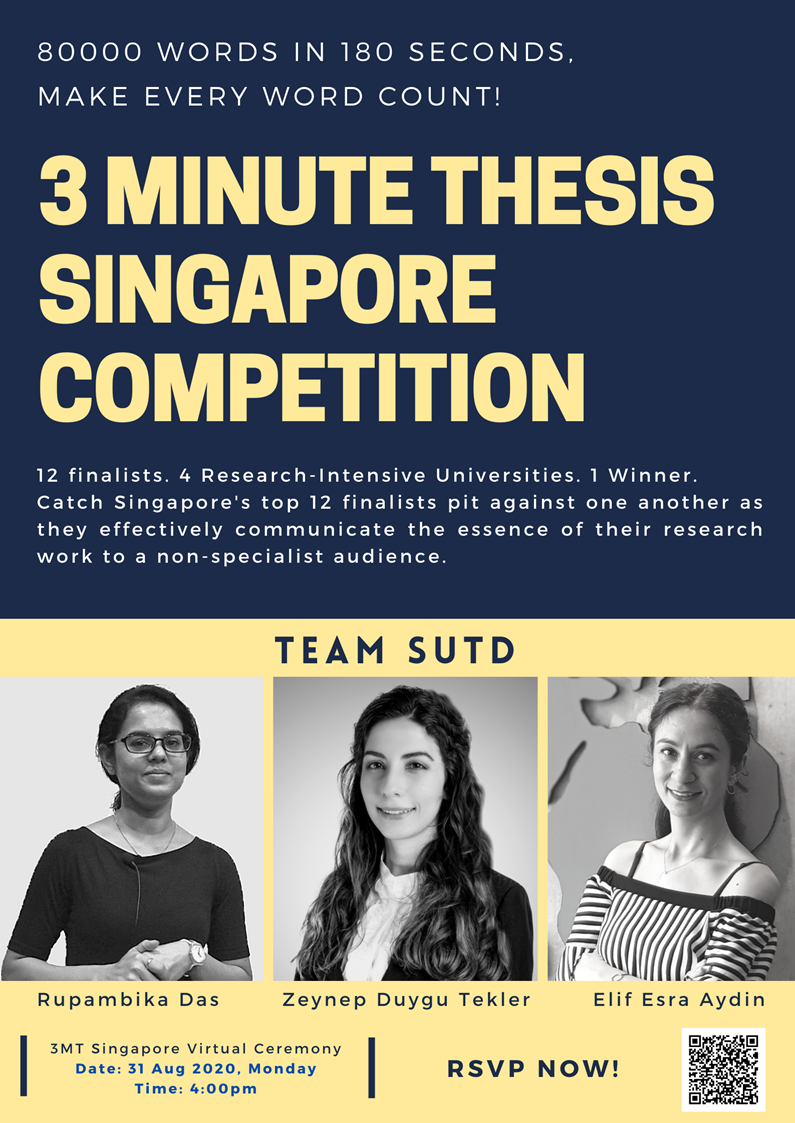 80000 WORDS IN 180 SECONDS,
MAKE EVERY WORD COUNT!
3 MINUTE THESIS
SINGAPORE
COMPETITION
12 finalists. 4 Research-Intensive Universities. 1 Winner.
Catch Singapore's top 12 finalists pit against one another as
they effectively communicate the essence of their research
work to a non-specialist audience.
TEAM SUTD
Rupambika Das
Zeynep Duygu Tekler
Elif Esra Aydin
3MT Singapore Virtual Ceremony
Date: 31 Aug 2020, Monday
Time: 4:00pm
RSVP NOW!